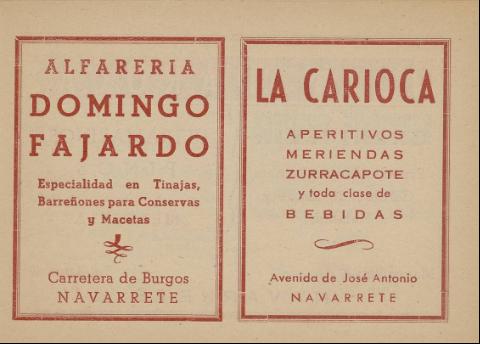 ALFARERIA
DOMINGO
FAJARDO
Especialidad en Tinajas,
Barreñones para Conservas
y Macetas
Carretera de Burgos
NAVARRETE
LA CARIOCA
APERITIVOS
MERIENDAS
ZURRACAPOTE
y toda clase de
BEBIDAS
Avenida de José Antonio
NAVARRETE